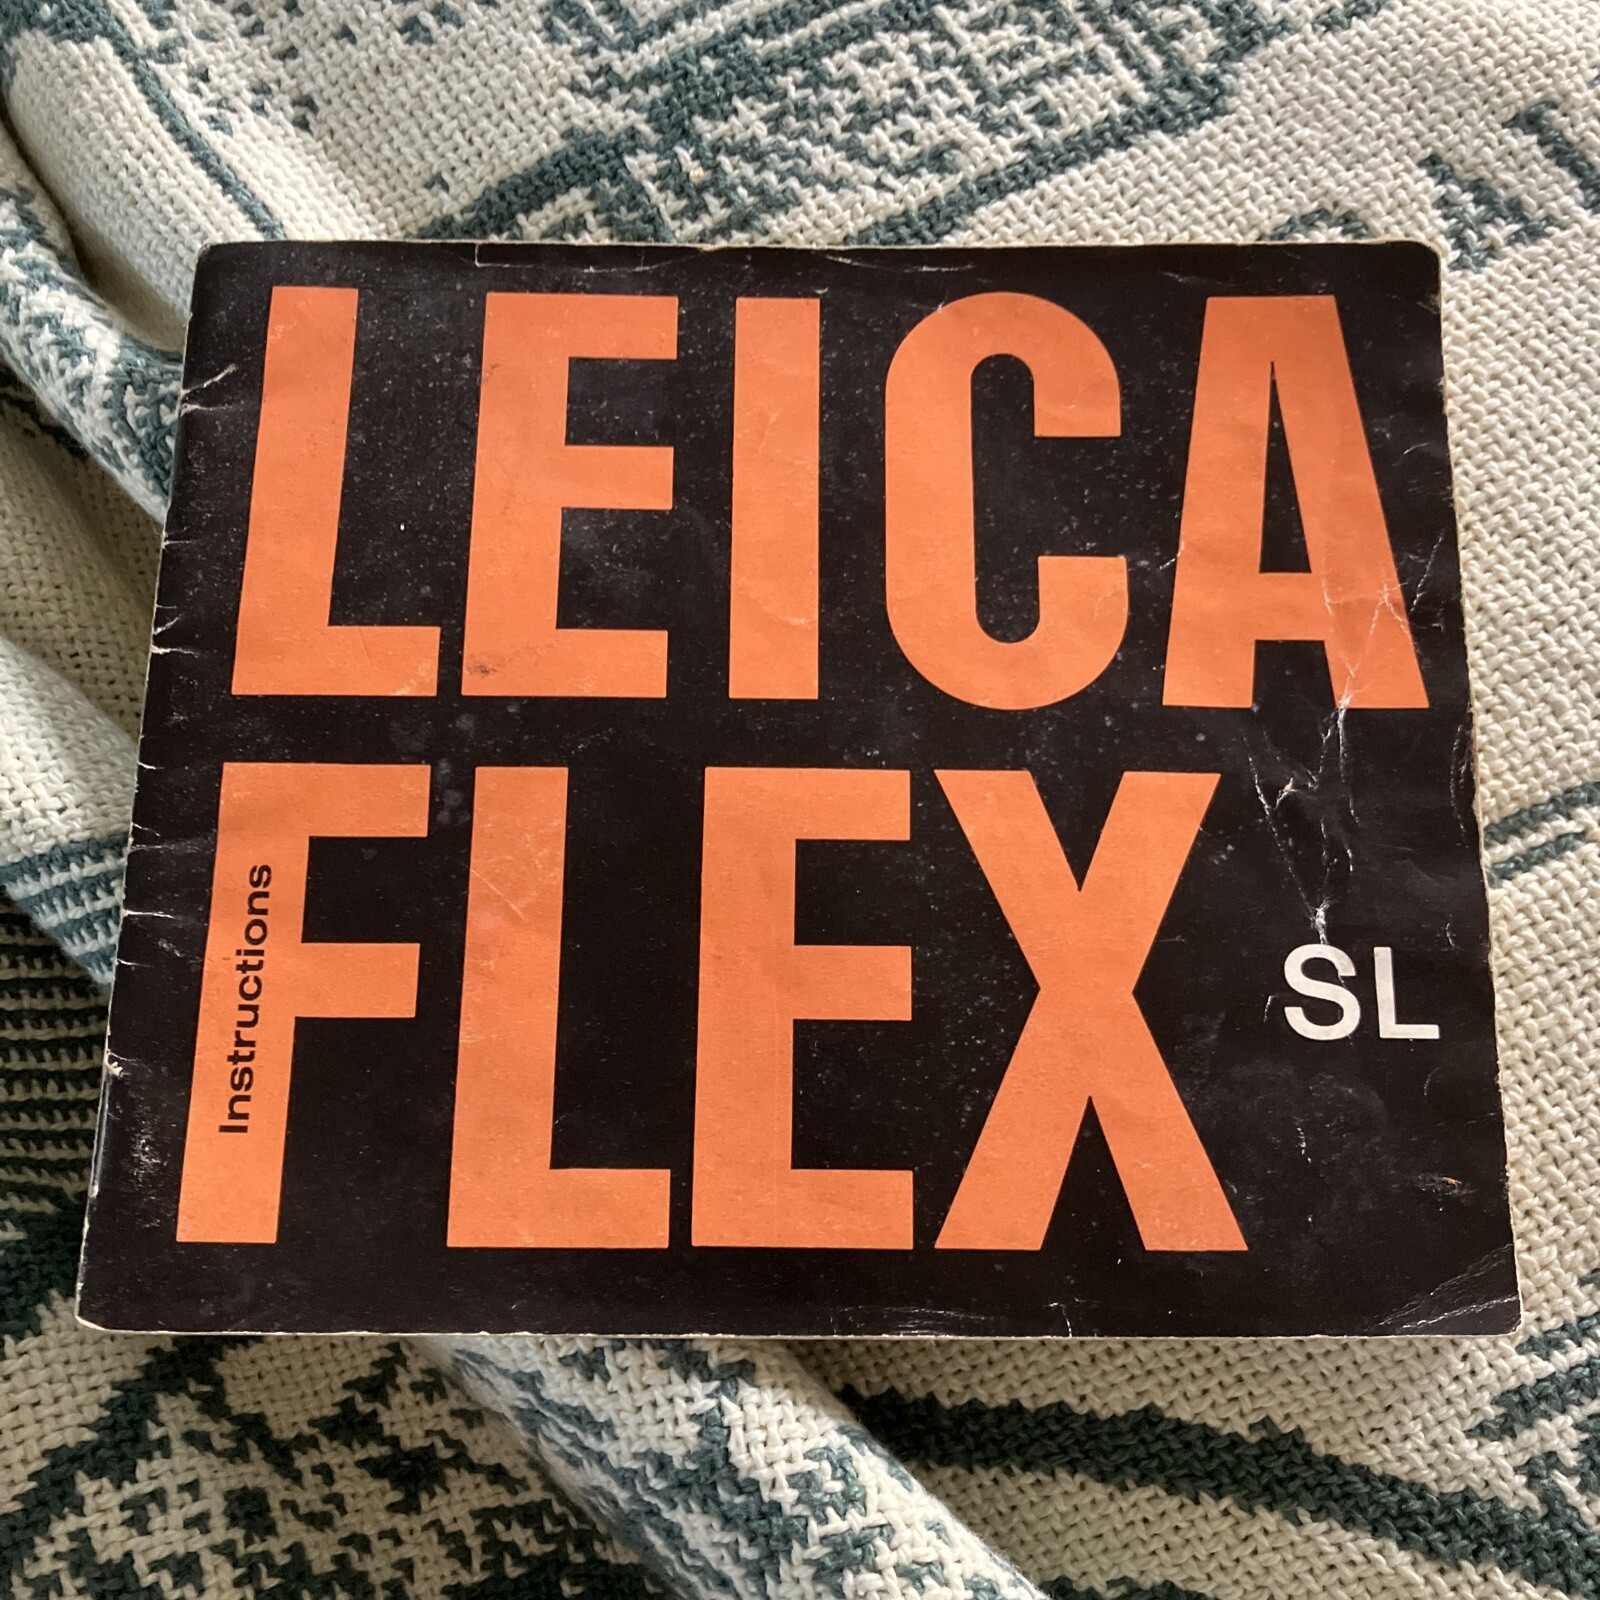 LEICA
FLEX
SL
Instructions